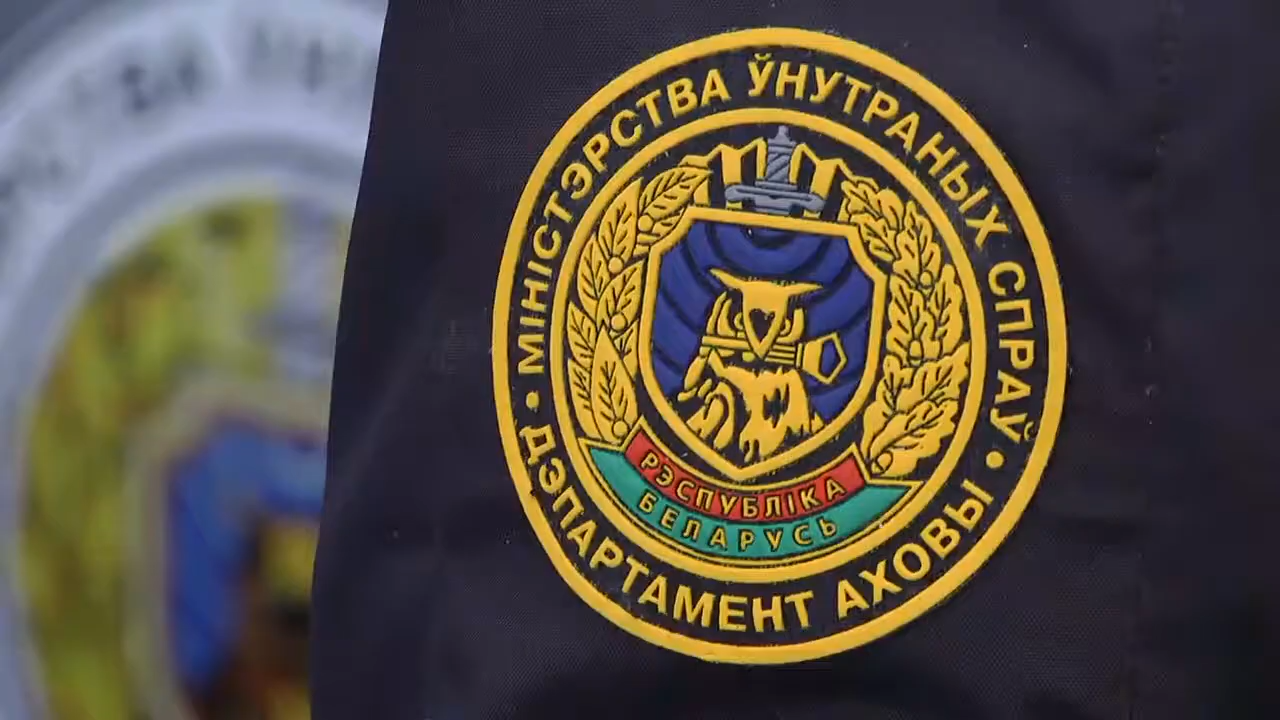 МІНІСТЭРСТВА ЎНУТРАНЫХ СПРАЎ
РЭСПУБЛІКА
БЕЛАРУСЬ
• ДЭПАРТАМЕНТ АХОВЫ •